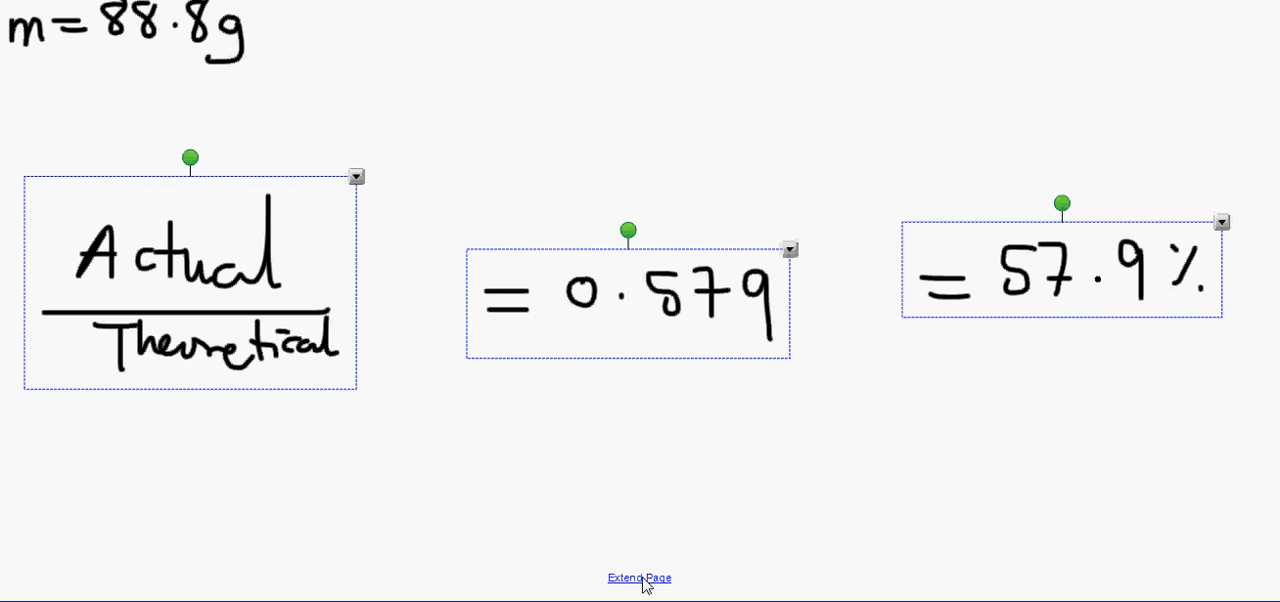 m = 88.8g
Actual
Theoretical
= 0.579
= 57.9%
Extend Page